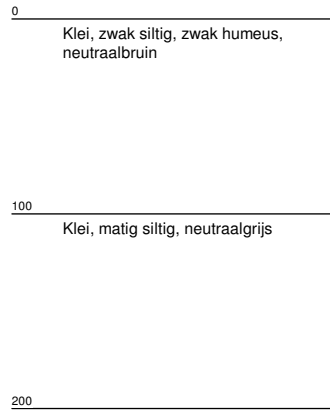 0
Klei, zwak siltig, zwak humeus,
neutraalbruin
100
Klei, matig siltig, neutraalgrijs
200